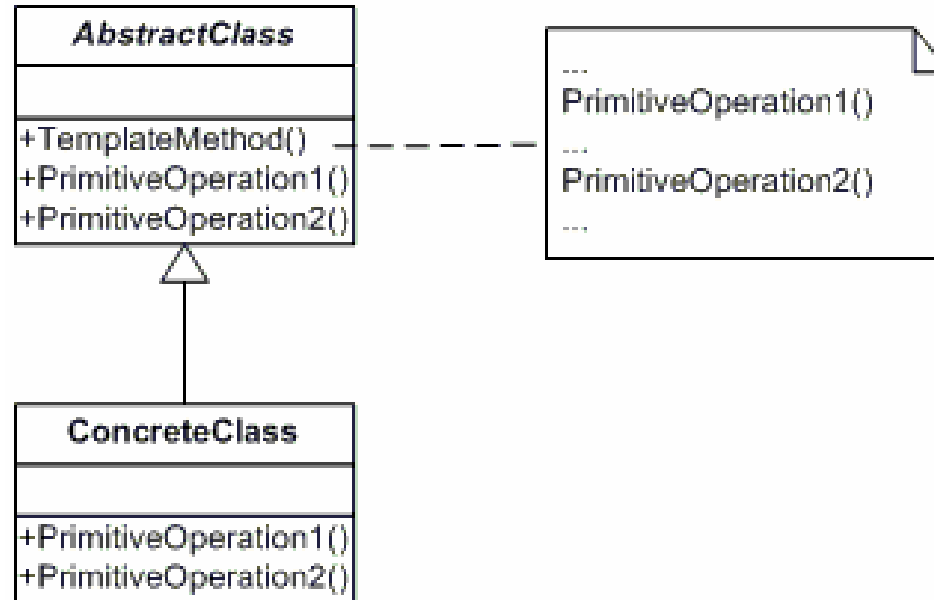 AbstractClass
+TemplateMethod()
+PrimitiveOperation1()
+PrimitiveOperation2()
...
PrimitiveOperation1()
...
PrimitiveOperation2()
...
ConcreteClass
+PrimitiveOperation1()
+PrimitiveOperation2()